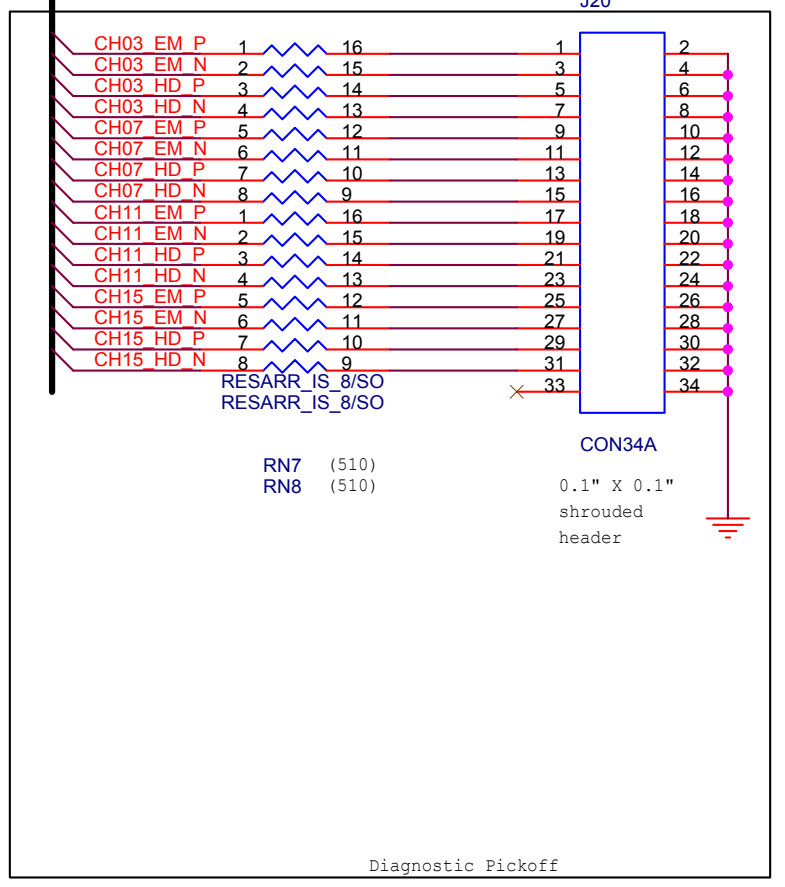 J20
CH03_EM_P 1 16 1 2
CH03_EM_N 2 15 3 4
CH03_HD_P 3 14 5 6
CH03_HD_N 4 13 7 8
CH07_EM_P 5 12 9 10
CH07_EM_N 6 11 11 12
CH07_HD_P 7 10 13 14
CH07_HD_N 8 9 15 16
CH11_EM_P 1 16 17 18
CH11_EM_N 2 15 19 20
CH11_HD_P 3 14 21 22
CH11_HD_N 4 13 23 24
CH15_EM_P 5 12 25 26
CH15_EM_N 6 11 27 28
CH15_HD_P 7 10 29 30
CH15_HD_N 8 9 31 32
RESARR_IS_8/SO 33 34
RESARR_IS_8/SO
CON34A
RN7 (510)
RN8 (510) 0.1" X 0.1"
shrouded
header
Diagnostic Pickoff